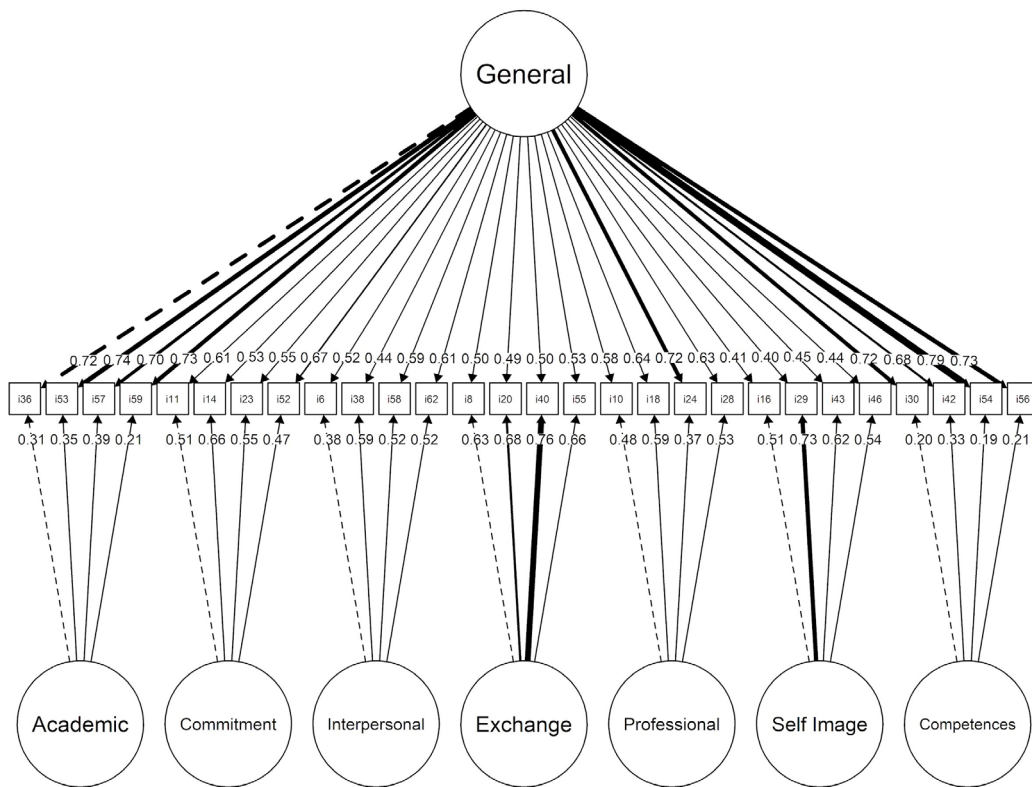 General
0.72 0.74 0.70 0.73 0.61 0.53 0.55 0.67 0.52 0.44 0.59 0.61 0.50 0.49 0.50 0.53 0.58 0.64 0.72 0.63 0.41 0.40 0.45 0.44 0.72 0.68 0.79 0.73
i36 i53 i57 i59 i11 i14 i23 i52 i6 i38 i58 i62 i8 i20 i40 i55 i10 i18 i24 i28 i16 i29 i43 i46 i30 i42 i54 i56
0.31 0.35 0.39 0.21 0.51 0.66 0.55 0.47 0.38 0.59 0.52 0.52 0.63 0.68 0.76 0.66 0.48 0.59 0.37 0.53 0.51 0.73 0.62 0.54 0.20 0.33 0.19 0.21
Academic Commitment Interpersonal Exchange Professional Self Image Competences